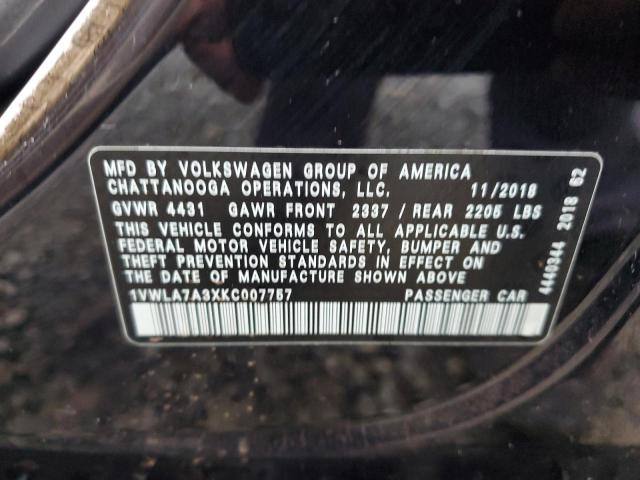 MFD BY VOLKSWAGEN GROUP OF AMERICA
CHATTANOOGA OPERATIONS, LLC. 11/2018
GVWR 4431 GAWR FRONT 2337 / REAR 2205 LBS
THIS VEHICLE CONFORMS TO ALL APPLICABLE U.S.
FEDERAL MOTOR VEHICLE SAFETY, BUMPER AND
THEFT PREVENTION STANDARDS IN EFFECT ON
THE DATE OF MANUFACTURE SHOWN ABOVE.
1VWLA7A3XKC007757 PASSENGER CAR
4440344 2018 62